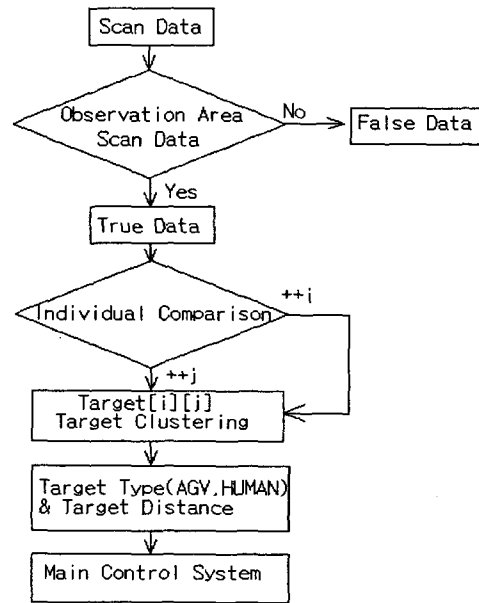 Scan Data
Observation Area
Scan Data
No
False Data
Yes
True Data
Individual Comparison
++i
++j
Target[i][j]
Target Clustering
Target Type(AGV,HUMAN)
& Target Distance
Main Control System